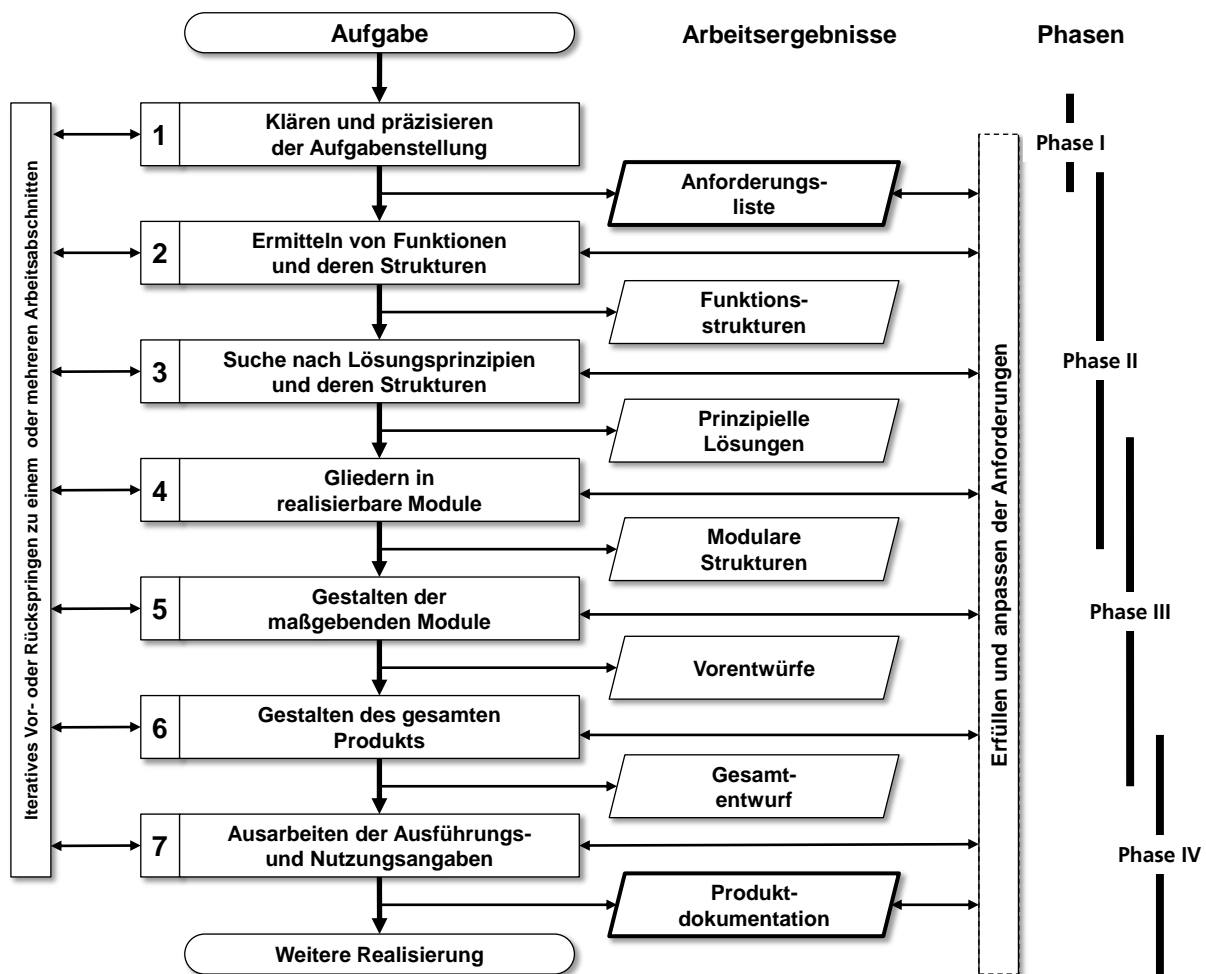 Aufgabe
Arbeitsergebnisse
Phasen
Iteratives Vor- oder Rückspringen zu einem oder mehreren Arbeitsabschnitten
1
Klären und präzisieren
der Aufgabenstellung
Phase I
Anforderungs-
liste
2
Ermitteln von Funktionen
und deren Strukturen
Funktions-
strukturen
3
Suche nach Lösungsprinzipien
und deren Strukturen
Phase II
Prinzipielle
Lösungen
4
Gliedern in
realisierbare Module
Modulare
Strukturen
5
Gestalten der
maßgebenden Module
Phase III
Vorentwürfe
6
Gestalten des gesamten
Produkts
Gesamt-
entwurf
7
Ausarbeiten der Ausführungs-
und Nutzungsangaben
Phase IV
Produkt-
dokumentation
Weitere Realisierung
Erfüllen und anpassen der Anforderungen